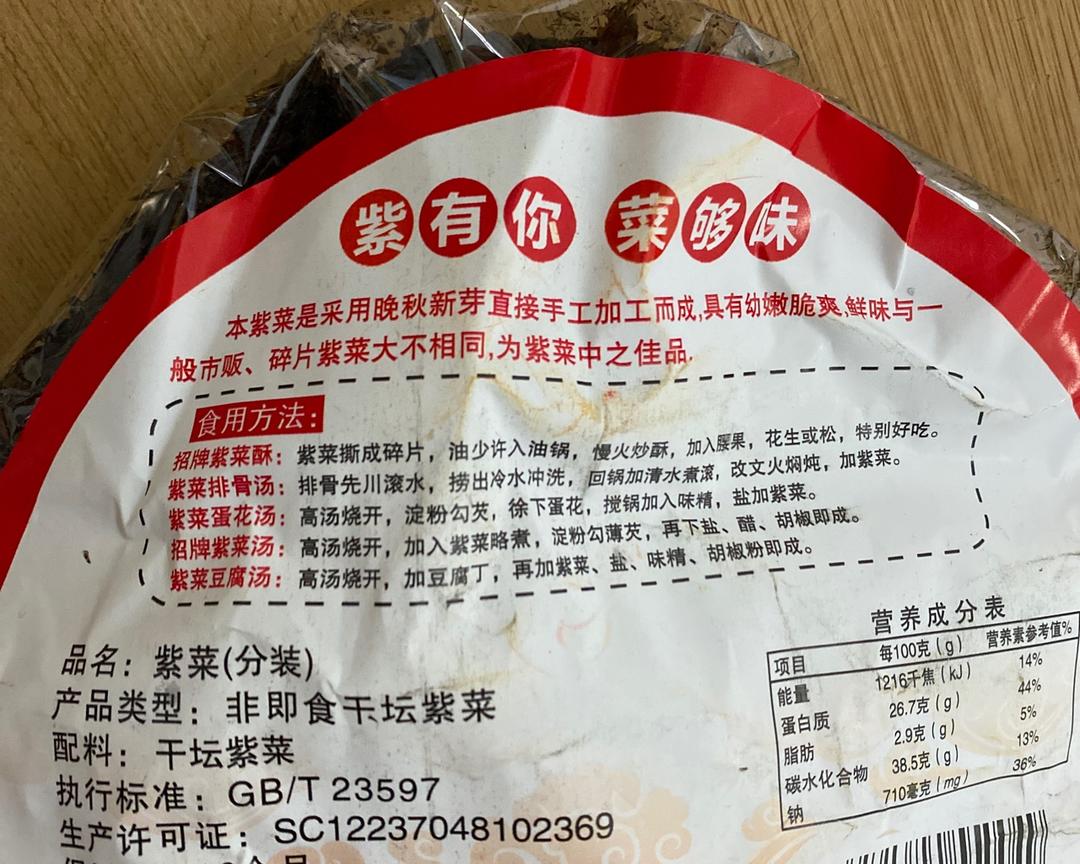 紫有你 菜够味
本紫菜是采用晚秋新芽直接手工加工而成,具有幼嫩脆爽,鲜味与一
般市贩、碎片紫菜大不相同,为紫菜中之佳品.
食用方法:
招牌紫菜酥:紫菜撕成碎片,油少许入油锅,慢火炒酥,加入腰果,花生或松,特别好吃。
紫菜排骨汤:排骨先川滚水,捞出冷水冲洗,回锅加清水煮滚,改文火焖炖,加紫菜。
紫菜蛋花汤:高汤烧开,淀粉勾芡,徐下蛋花,搅锅加入味精,盐加紫菜。
招牌紫菜汤:高汤烧开,加入紫菜略煮,淀粉勾薄芡,再下盐、醋、胡椒即成。
紫菜豆腐汤:高汤烧开,加豆腐丁,再加紫菜、盐、味精、胡椒粉即成。
品名:紫菜(分装)
产品类型:非即食干坛紫菜
配料:干坛紫菜
执行标准:GB/T 23597
生产许可证:SC12237048102369
营养成分表
项目 每100克(g) 营养素参考值%
能量 1216千焦(kJ) 14%
蛋白质 26.7克(g) 44%
脂肪 2.9克(g) 5%
碳水化合物 38.5克(g) 13%
钠 710毫克(mg) 36%